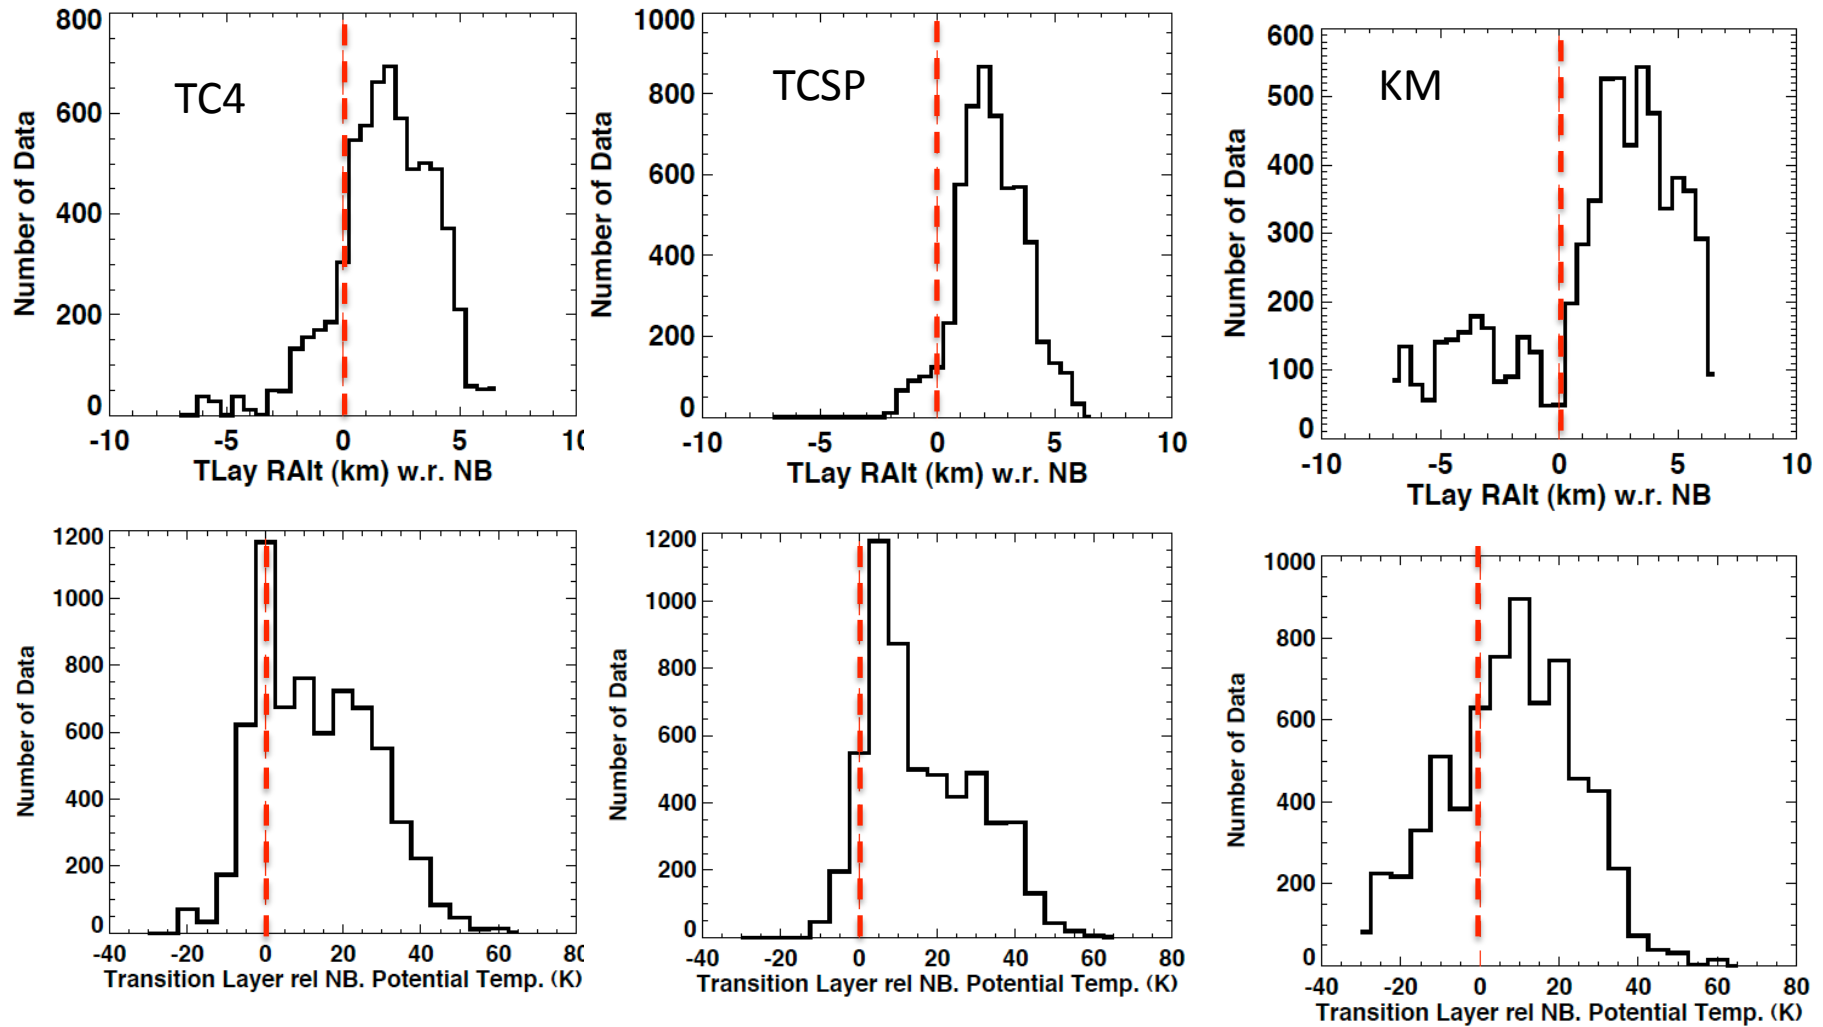 TC4
800
600
400
200
0
-10 -5 0 5 10
Number of Data
TLay RAlt (km) w.r. NB
TCSP
1000
800
600
400
200
0
-10 -5 0 5 10
Number of Data
TLay RAlt (km) w.r. NB
KM
600
500
400
300
200
100
0
-10 -5 0 5 10
Number of Data
TLay RAlt (km) w.r. NB
1200
1000
800
600
400
200
0
-40 -20 0 20 40 60 80
Number of Data
Transition Layer rel NB. Potential Temp. (K)
1200
1000
800
600
400
200
0
-40 -20 0 20 40 60 80
Number of Data
Transition Layer rel NB. Potential Temp. (K)
1000
800
600
400
200
0
-40 -20 0 20 40 60 80
Number of Data
Transition Layer rel NB. Potential Temp. (K)